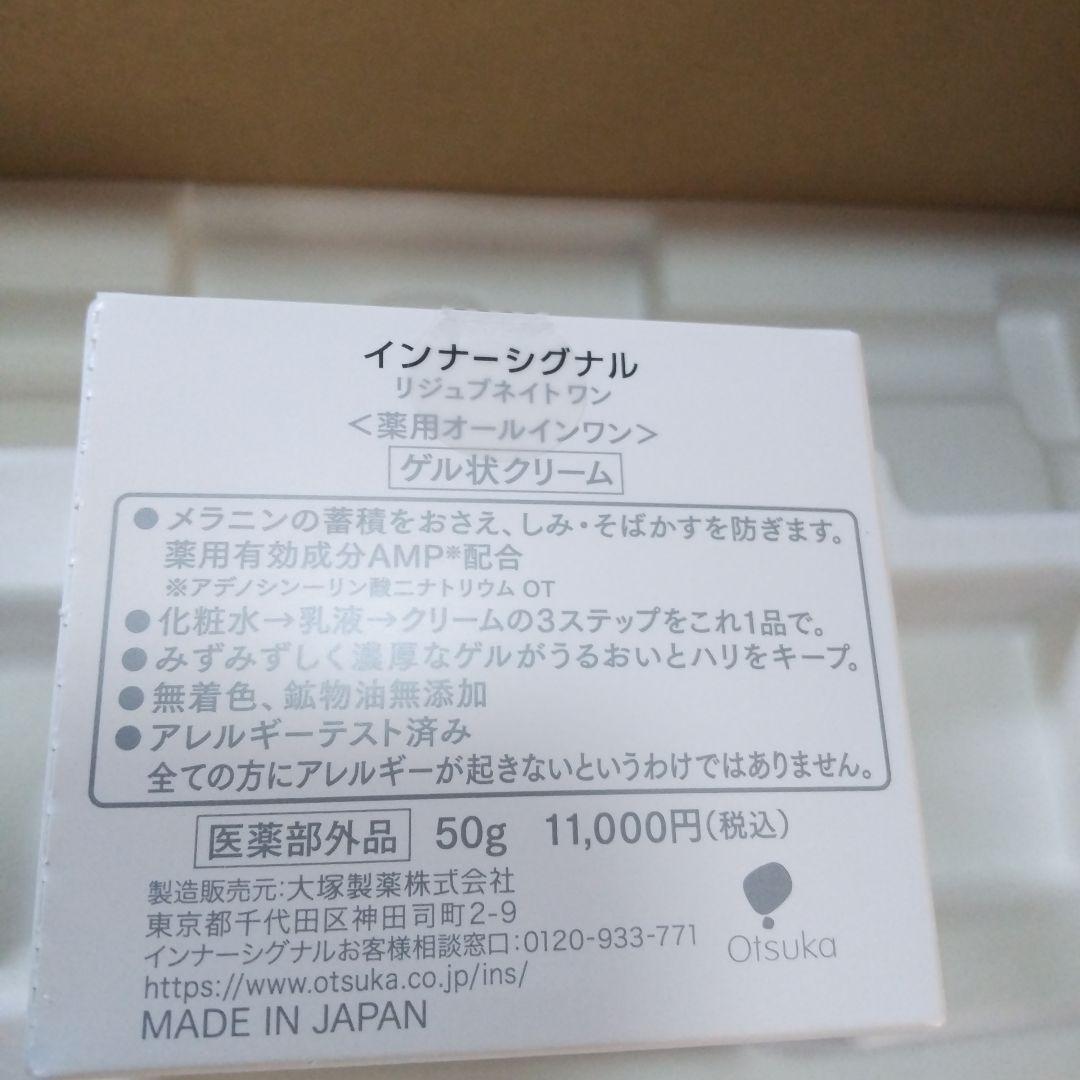 インナーシグナル
リジュブネイト ワン
＜薬用オールインワン＞
ゲル状クリーム
●メラニンの蓄積をおさえ、しみ・そばかすを防ぎます。
薬用有効成分AMP※配合
※アデノシン一リン酸二ナトリウム OT
●化粧水→乳液→クリームの3ステップをこれ1品で。
●みずみずしく濃厚なゲルがうるおいとハリをキープ。
●無着色、鉱物油無添加
●アレルギーテスト済み
全ての方にアレルギーが起きないというわけではありません。
医薬部外品 50g 11,000円(税込)
製造販売元:大塚製薬株式会社
東京都千代田区神田司町2-9
インナーシグナルお客様相談窓口:0120-933-771
https://www.otsuka.co.jp/ins/
MADE IN JAPAN
Otsuka